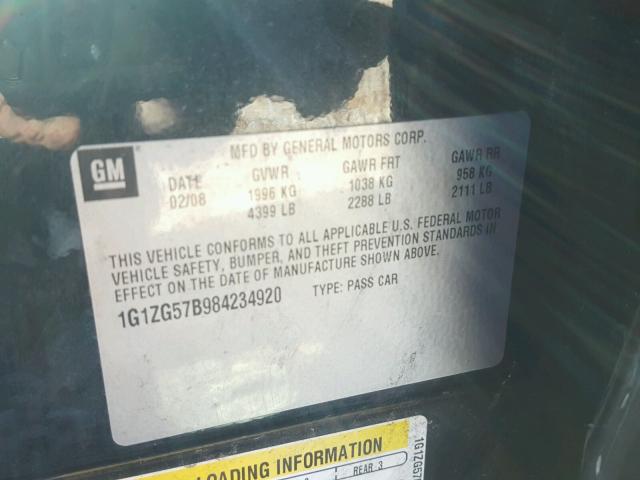 GM
MFD BY GENERAL MOTORS CORP.
DATE GVWR GAWR FRT GAWR RR
02/08 1996 KG 1038 KG 958 KG
4399 LB 2288 LB 2111 LB
THIS VEHICLE CONFORMS TO ALL APPLICABLE U.S. FEDERAL MOTOR
VEHICLE SAFETY, BUMPER, AND THEFT PREVENTION STANDARDS IN
EFFECT ON THE DATE OF MANUFACTURE SHOWN ABOVE.
1G1ZG57B984234920 TYPE: PASS CAR
LOADING INFORMATION
REAR 3
1G1ZG57